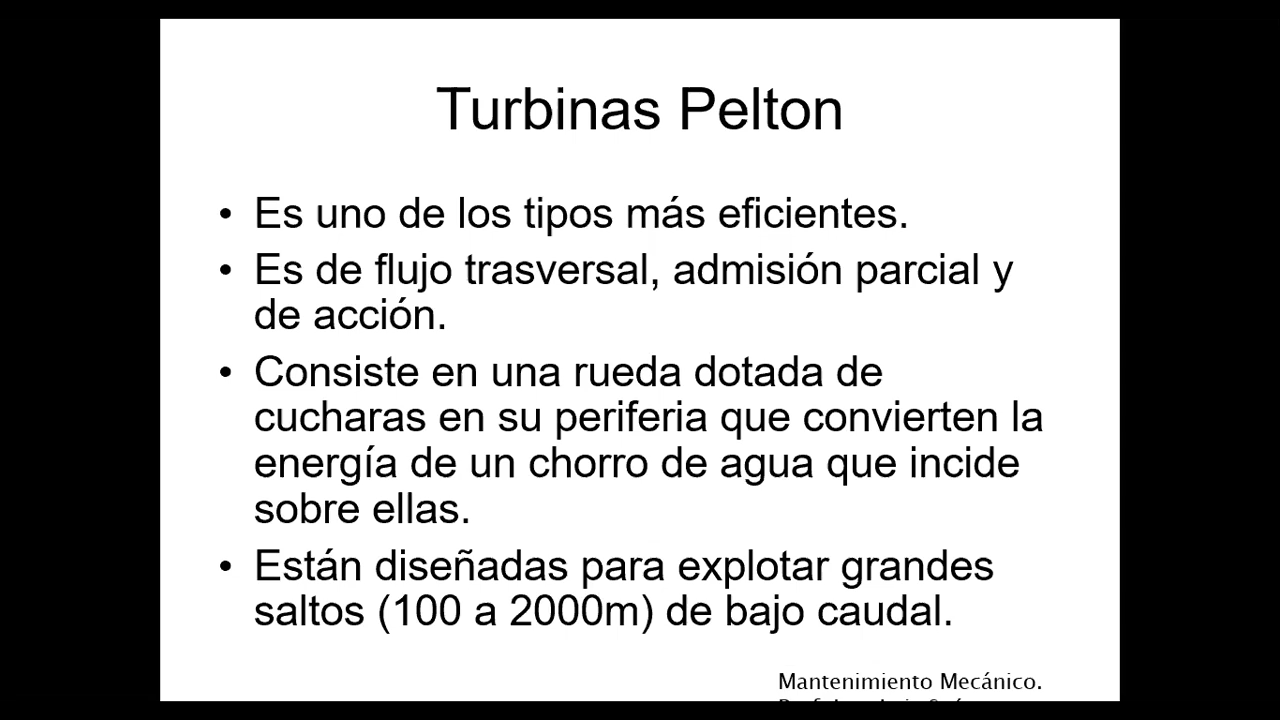 Turbinas Pelton
• Es uno de los tipos más eficientes.
• Es de flujo trasversal, admisión parcial y
de acción.
• Consiste en una rueda dotada de
cucharas en su periferia que convierten la
energía de un chorro de agua que incide
sobre ellas.
• Están diseñadas para explotar grandes
saltos (100 a 2000m) de bajo caudal.
Mantenimiento Mecánico.